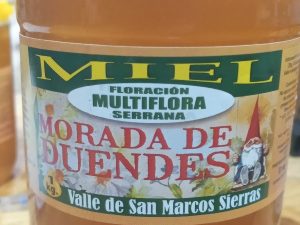 MIEL
FLORACIÓN
MULTIFLORA
SERRANA
MORADA DE
DUENDES
1
Kg.
Valle de San Marcos Sierras